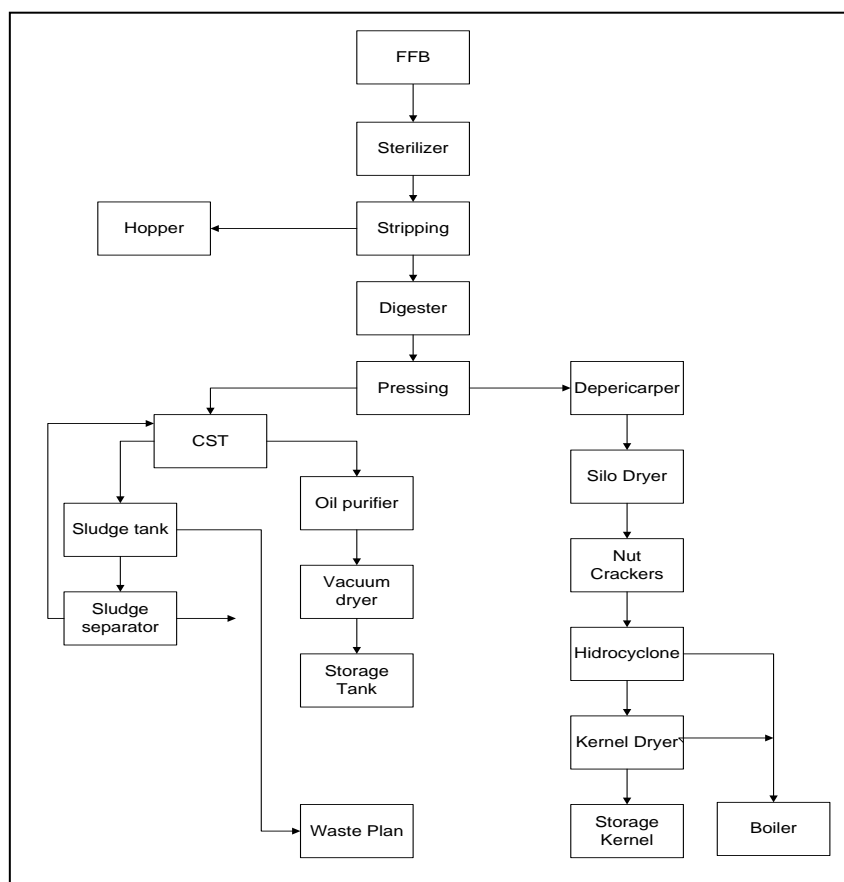 FFB
Sterilizer
Hopper
Stripping
Digester
Pressing
Depericarper
CST
Silo Dryer
Oil purifier
Sludge tank
Nut
Crackers
Vacuum
dryer
Sludge
separator
Hidrocyclone
Storage
Tank
Kernel Dryer
Waste Plan
Storage
Kernel
Boiler